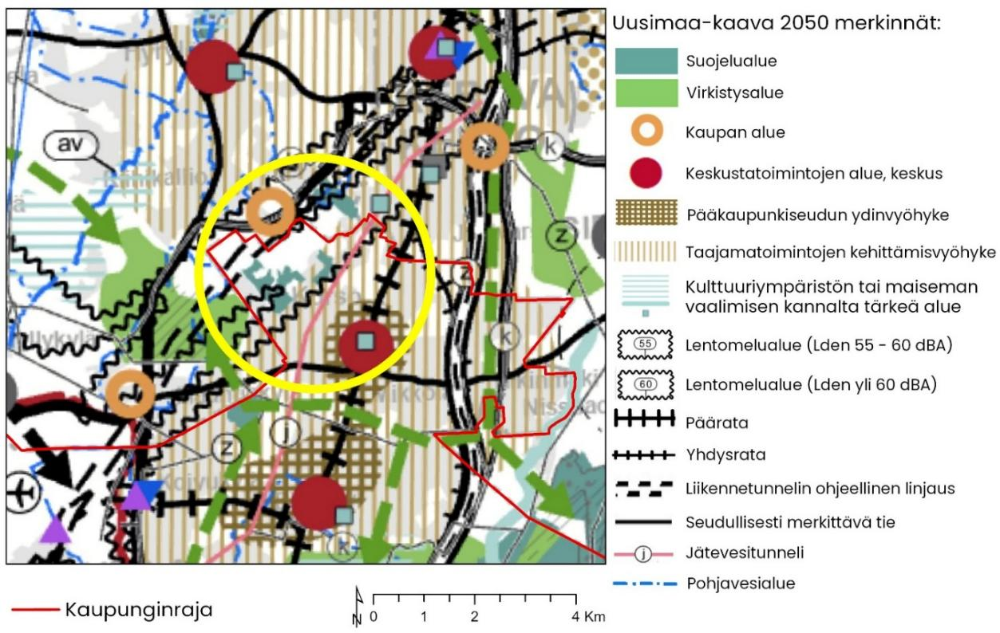 Uusimaa-kaava 2050 merkinnät:
Suojelualue
Virkistysalue
Kaupan alue
Keskustatoimintojen alue, keskus
Pääkaupunkiseudun ydinvyöhyke
Taajamatoimintojen kehittämisvyöhyke
Kulttuuriympäristön tai maiseman
vaalimisen kannalta tärkeä alue
55
Lentomelualue (Lden 55 - 60 dBA)
60
Lentomelualue (Lden yli 60 dBA)
Päärata
Yhdysrata
Liikennetunnelin ohjeellinen linjaus
Seudullisesti merkittävä tie
j
Jätevesitunneli
Pohjavesialue
av
k
z
z
k
j
z
k
Kaupunginraja
N
0 1 2 4 Km